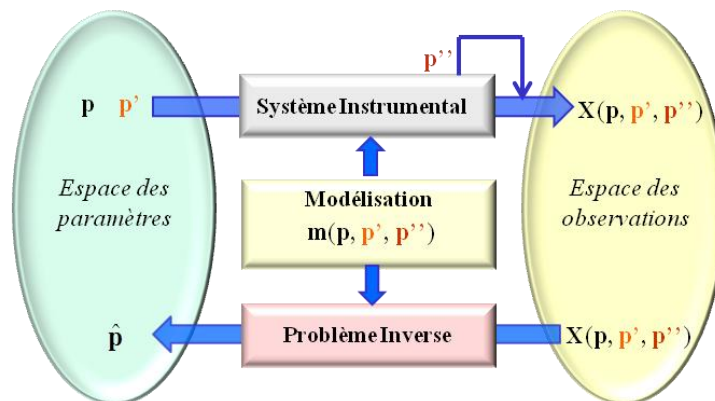 p''
p p'
Système Instrumental
X(p, p', p'')
Espace des
paramètres
Modélisation
m(p, p', p'')
Espace des
observations
p̂
Problème Inverse
X(p, p', p'')